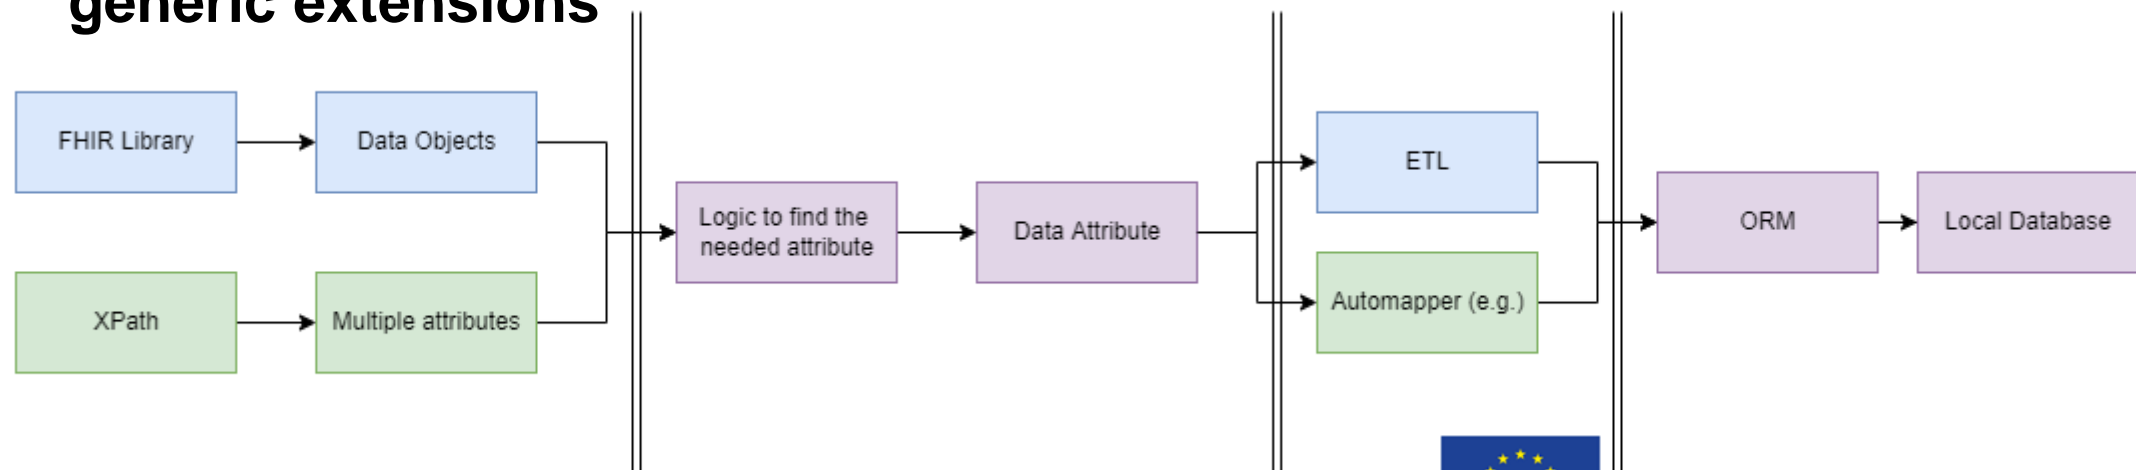 generic extensions
FHIR Library
Data Objects
XPath
Multiple attributes
Logic to find the
needed attribute
Data Attribute
ETL
Automapper (e.g.)
ORM
Local Database